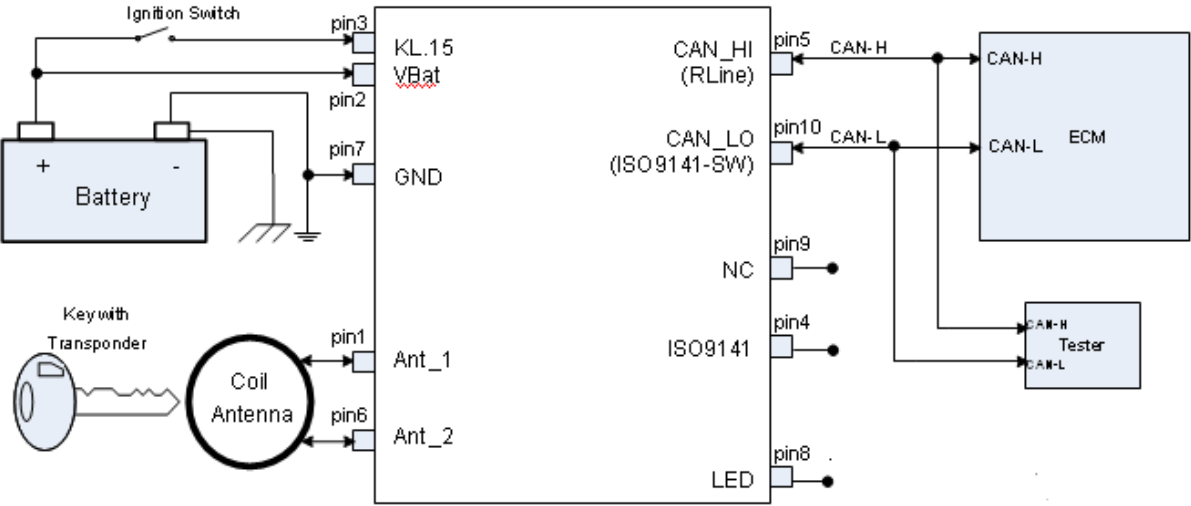 Ignition Switch
pin3
KL.15
VBat
pin2
pin7
GND
+
-
Battery
Key with
Transponder
Coil
Antenna
pin1
Ant_1
pin6
Ant_2
pin5
CAN_HI
(RLine)
CAN-H
CAN-H
pin10
CAN_LO
(ISO9141-SW)
CAN-L
CAN-L
ECM
pin9
NC
pin4
ISO9141
pin8
LED
CAN-H
Tester
CAN-L